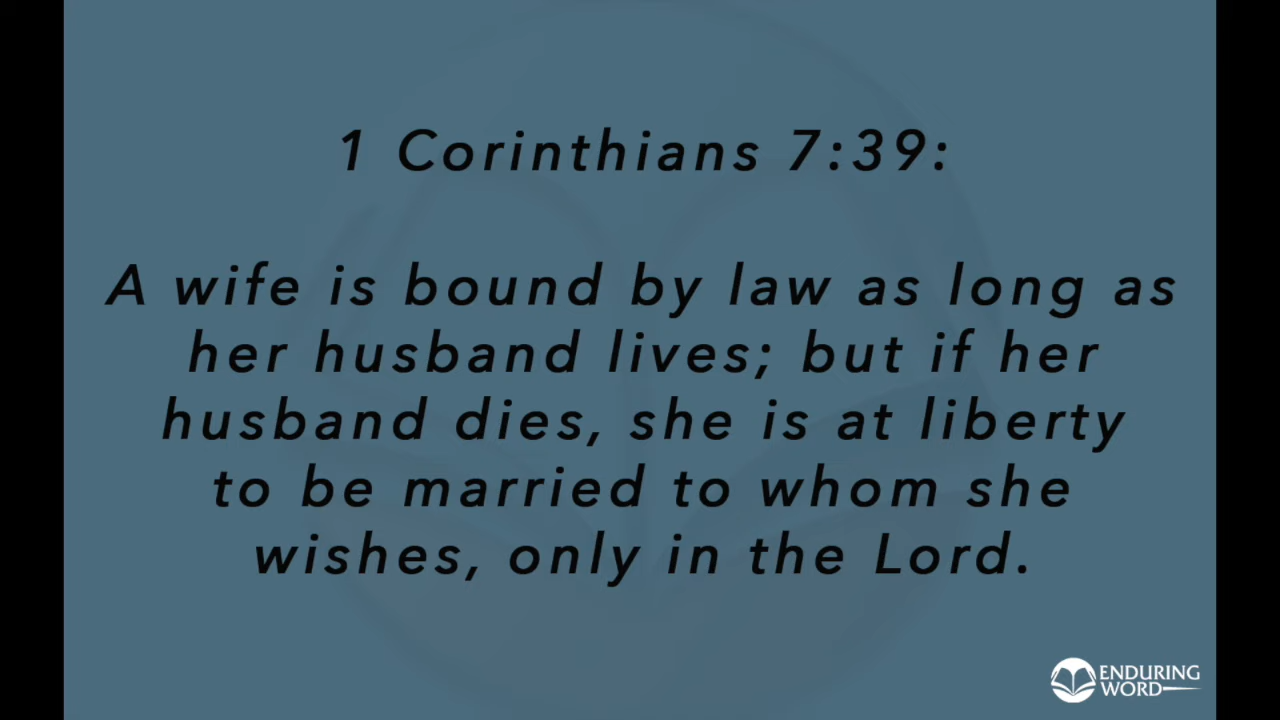 1 Corinthians 7:39:
A wife is bound by law as long as
her husband lives; but if her
husband dies, she is at liberty
to be married to whom she
wishes, only in the Lord.
ENDURING
WORD